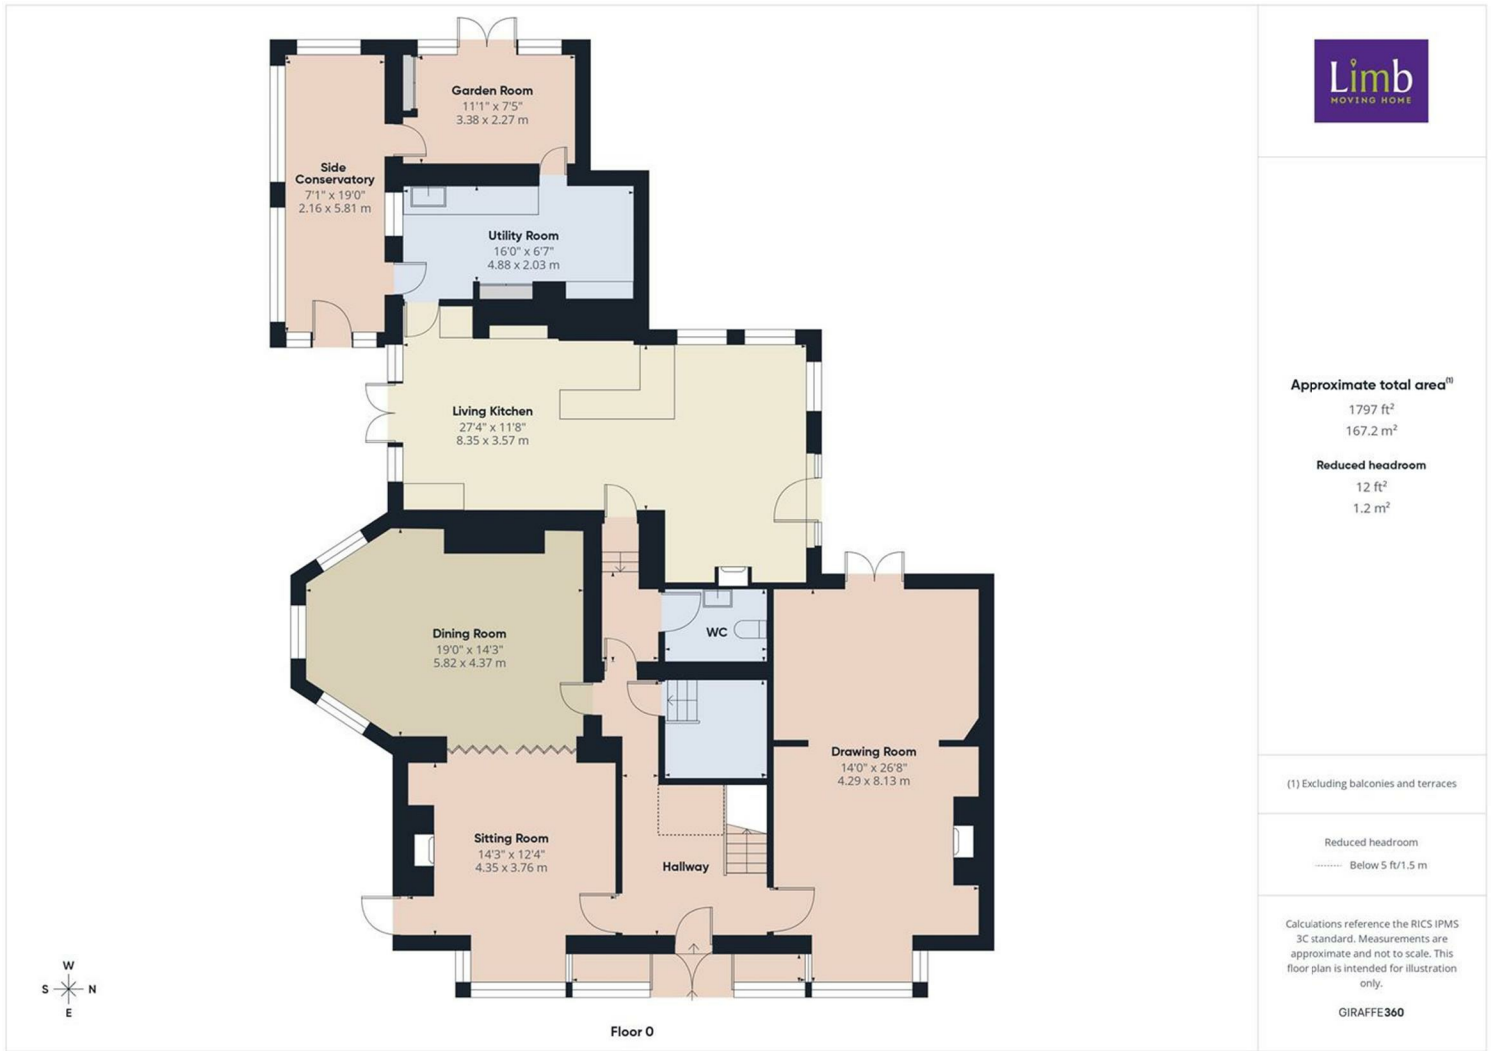 Garden Room
11'1" x 7'5"
3.38 x 2.27 m
Side
Conservatory
7'1" x 19'0"
2.16 x 5.81 m
Utility Room
16'0" x 6'7"
4.88 x 2.03 m
Living Kitchen
27'4" x 11'8"
8.35 x 3.57 m
Dining Room
19'0" x 14'3"
5.82 x 4.37 m
WC
Drawing Room
14'0" x 26'8"
4.29 x 8.13 m
Sitting Room
14'3" x 12'4"
4.35 x 3.76 m
Hallway
W
S N
E
Floor 0
Limb
MOVING HOME
Approximate total area(1)
1797 ft²
167.2 m²
Reduced headroom
12 ft²
1.2 m²
(1) Excluding balconies and terraces
Reduced headroom
Below 5 ft/1.5 m
Calculations reference the RICS IPMS
3C standard. Measurements are
approximate and not to scale. This
floor plan is intended for illustration
only.
GIRAFFE360